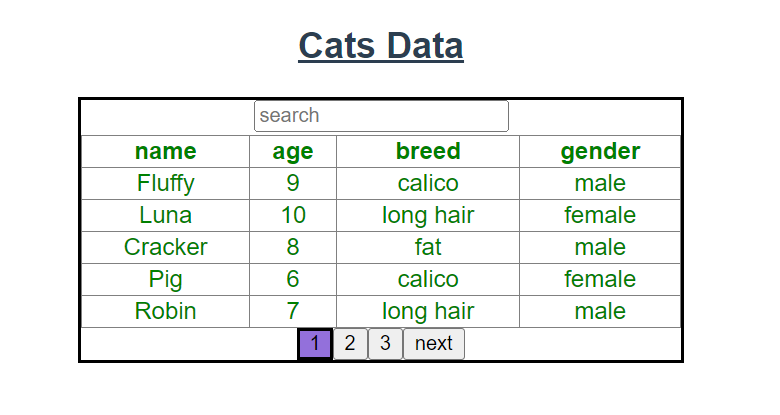 Cats Data
search
name age breed gender
Fluffy 9 calico male
Luna 10 long hair female
Cracker 8 fat male
Pig 6 calico female
Robin 7 long hair male
1 2 3 next